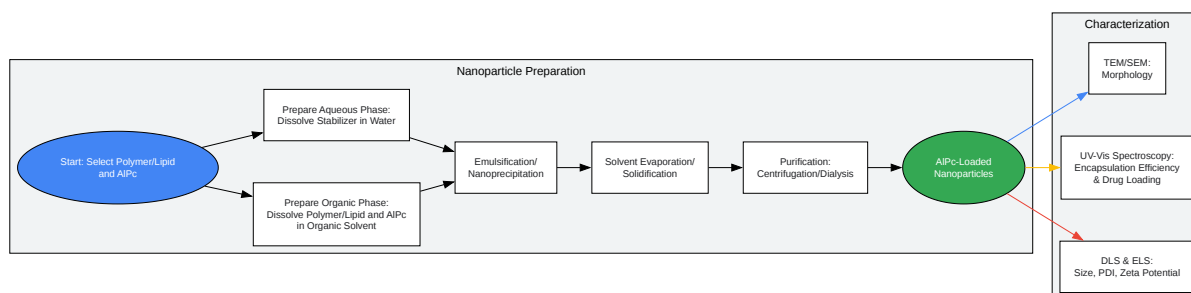 Nanoparticle Preparation
Start: Select Polymer/Lipid
and AlPc
Prepare Aqueous Phase:
Dissolve Stabilizer in Water
Prepare Organic Phase:
Dissolve Polymer/Lipid and AlPc
in Organic Solvent
Emulsification/
Nanoprecipitation
Solvent Evaporation/
Solidification
Purification:
Centrifugation/Dialysis
AlPc-Loaded
Nanoparticles
Characterization
TEM/SEM:
Morphology
UV-Vis Spectroscopy:
Encapsulation Efficiency
& Drug Loading
DLS & ELS:
Size, PDI, Zeta Potential